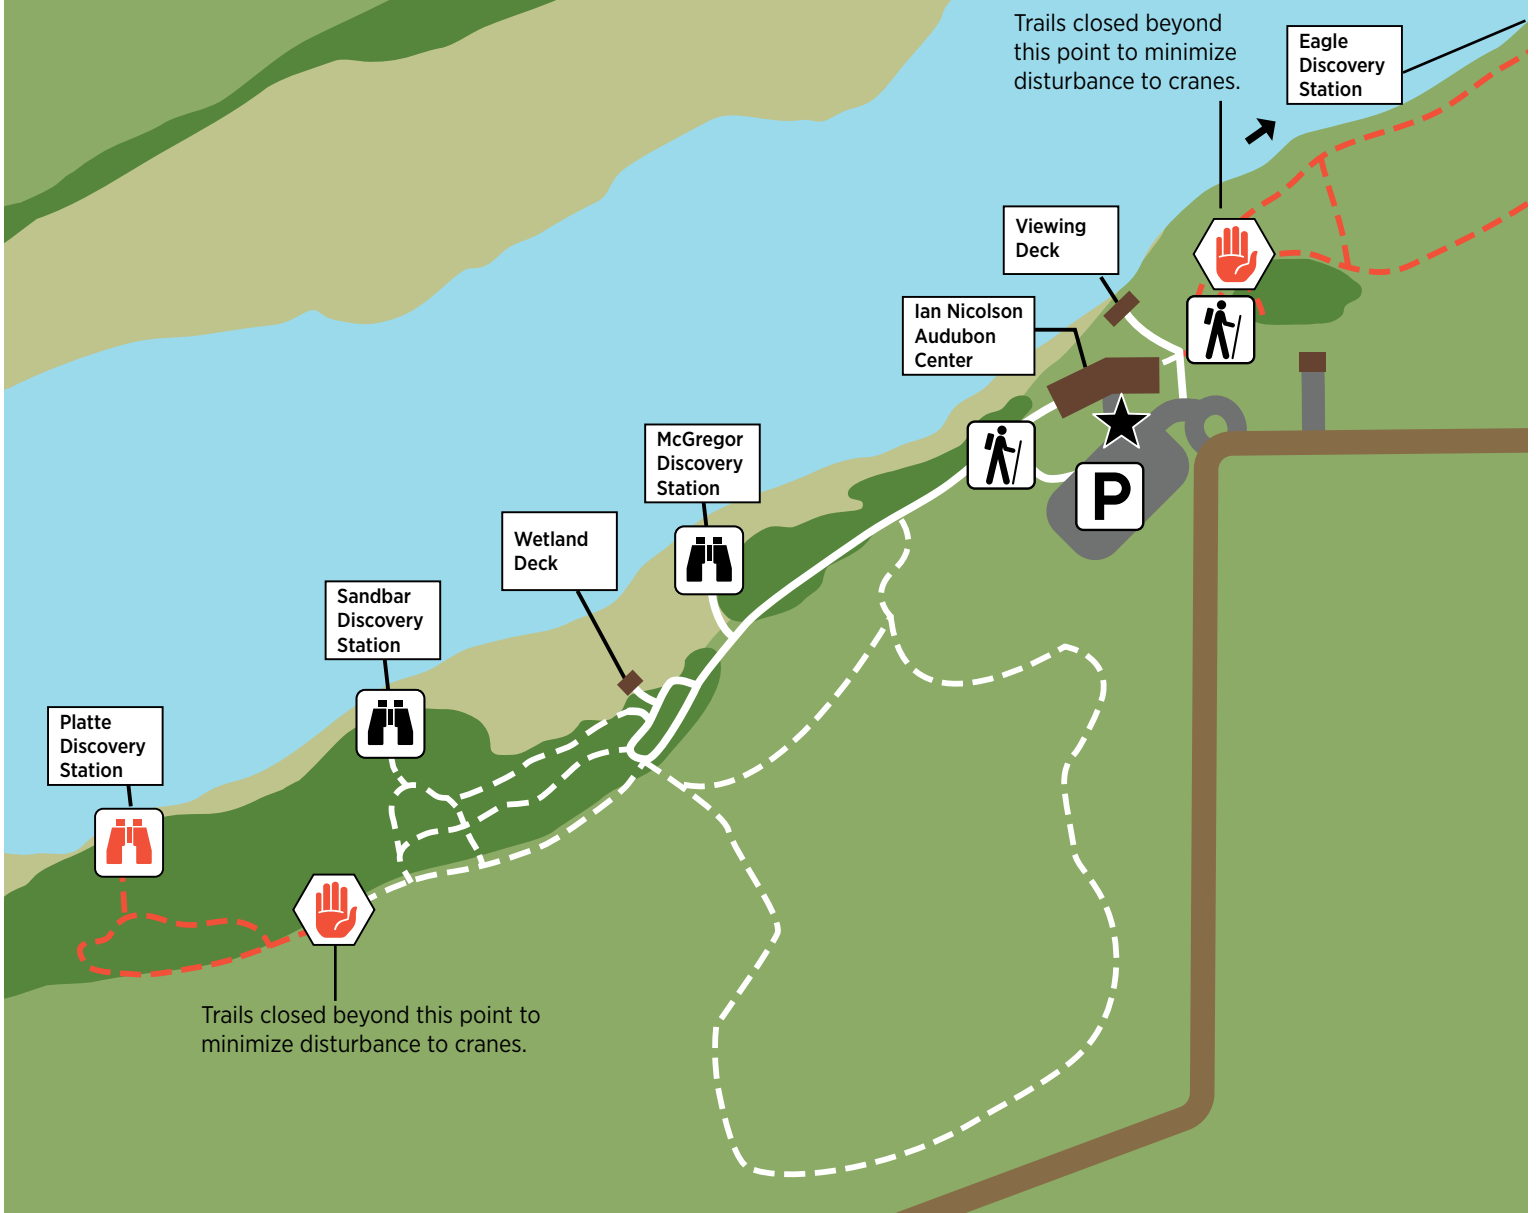 Trails closed beyond
this point to minimize
disturbance to cranes.
Eagle
Discovery
Station
Viewing
Deck
Ian Nicolson
Audubon
Center
McGregor
Discovery
Station
P
Wetland
Deck
Sandbar
Discovery
Station
Platte
Discovery
Station
Trails closed beyond this point to
minimize disturbance to cranes.